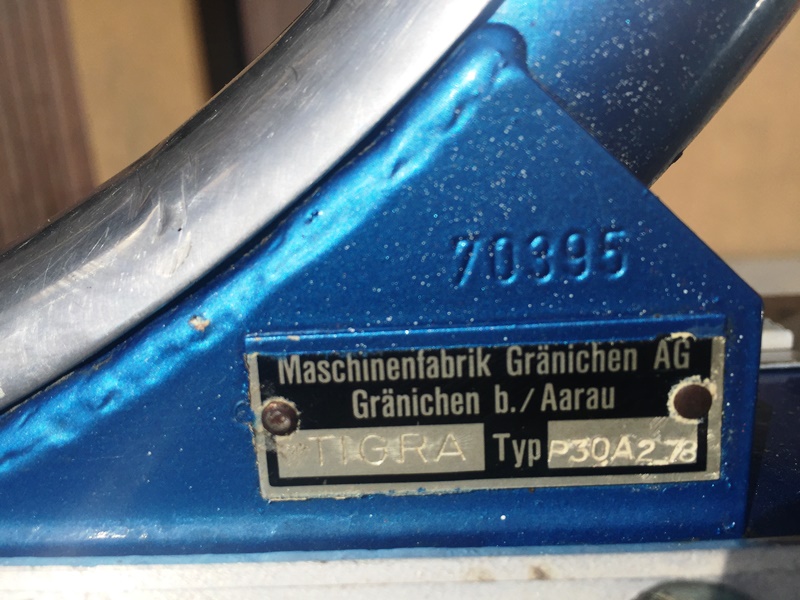 70395
Maschinenfabrik Gränichen AG
Gränichen b./Aarau
TIGRA Typ P30A2 78